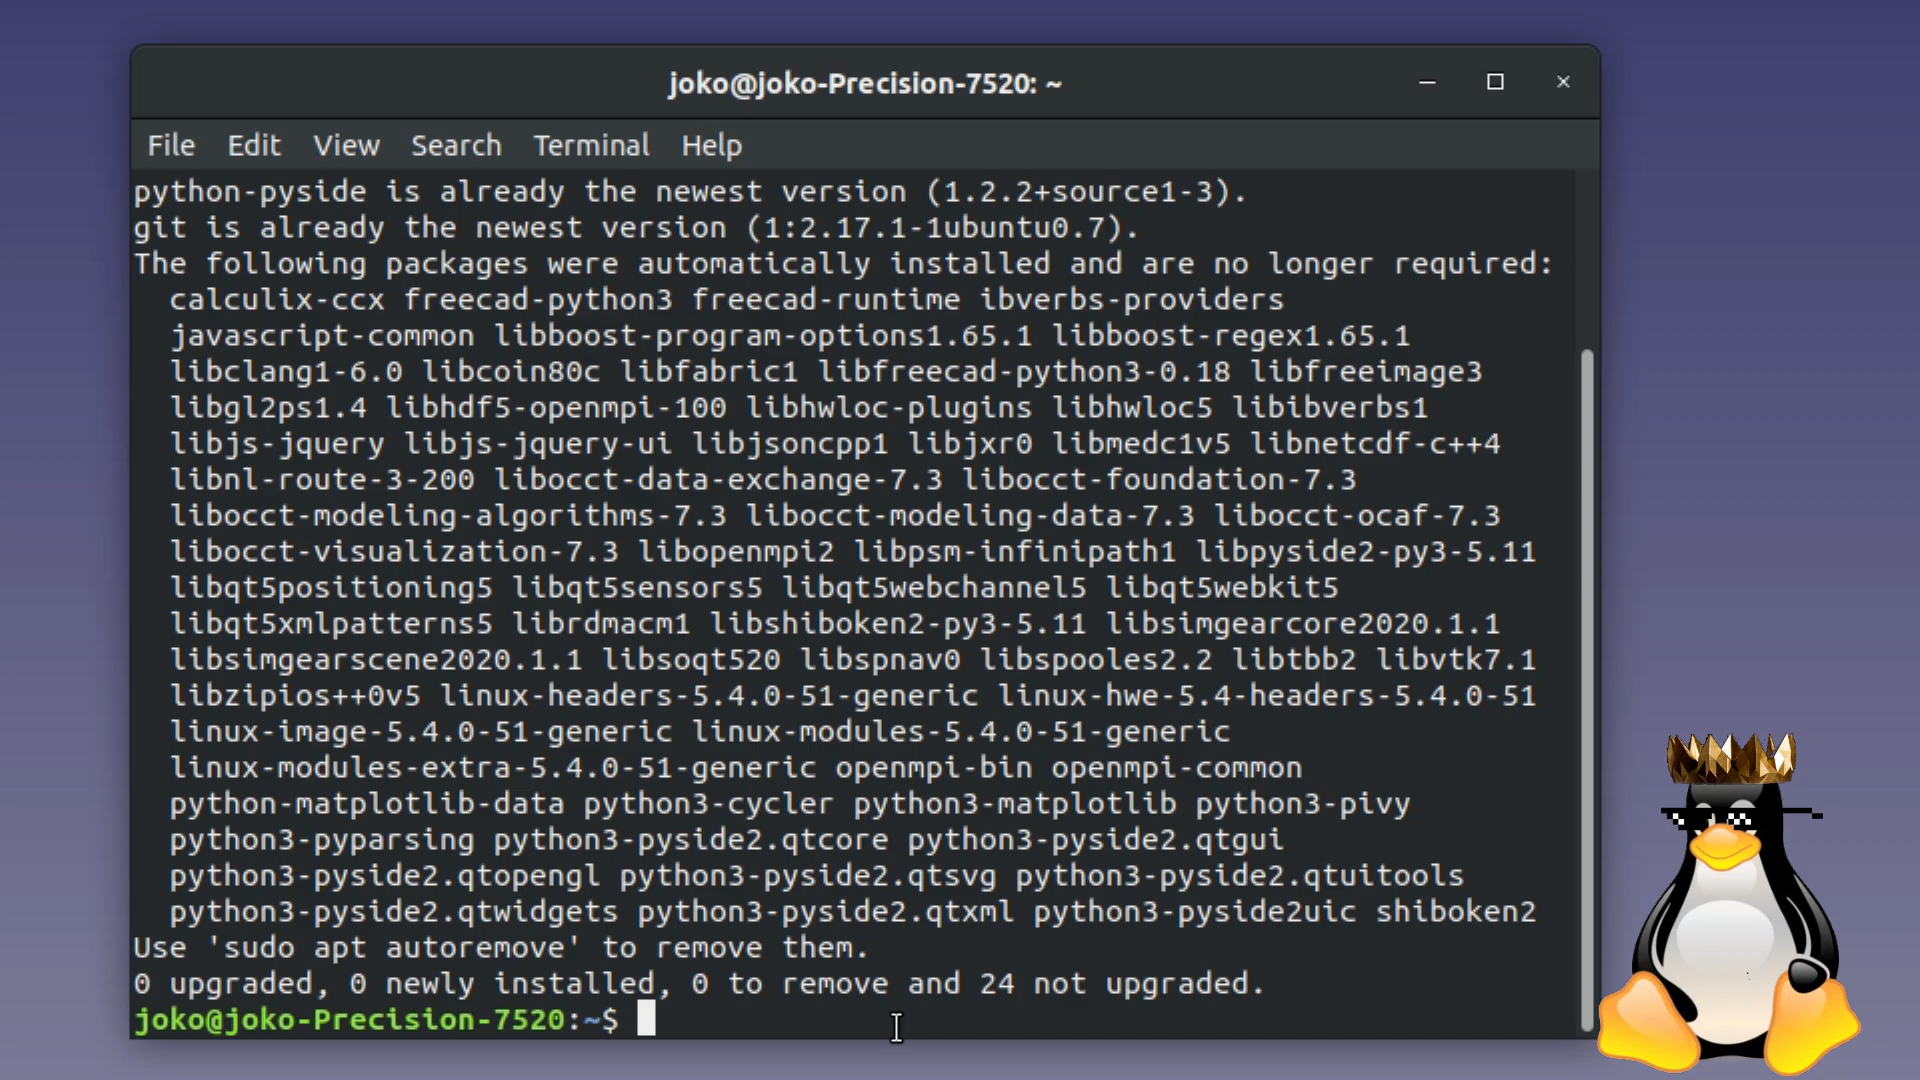 joko@joko-Precision-7520: ~
File Edit View Search Terminal Help
python-pyside is already the newest version (1.2.2+source1-3).
git is already the newest version (1:2.17.1-1ubuntu0.7).
The following packages were automatically installed and are no longer required:
  calculix-ccx freecad-python3 freecad-runtime ibverbs-providers
  javascript-common libboost-program-options1.65.1 libboost-regex1.65.1
  libclang1-6.0 libcoin80c libfabric1 libfreecad-python3-0.18 libfreeimage3
  libgl2ps1.4 libhdf5-openmpi-100 libhwloc-plugins libhwloc5 libibverbs1
  libjs-jquery libjs-jquery-ui libjsoncpp1 libjxr0 libmedc1v5 libnetcdf-c++4
  libnl-route-3-200 libocct-data-exchange-7.3 libocct-foundation-7.3
  libocct-modeling-algorithms-7.3 libocct-modeling-data-7.3 libocct-ocaf-7.3
  libocct-visualization-7.3 libopenmpi2 libpsm-infinipath1 libpyside2-py3-5.11
  libqt5positioning5 libqt5sensors5 libqt5webchannel5 libqt5webkit5
  libqt5xmlpatterns5 librdmacm1 libshiboken2-py3-5.11 libsimgearcore2020.1.1
  libsimgearscene2020.1.1 libsoqt520 libspnav0 libspooles2.2 libtbb2 libvtk7.1
  libzipios++0v5 linux-headers-5.4.0-51-generic linux-hwe-5.4-headers-5.4.0-51
  linux-image-5.4.0-51-generic linux-modules-5.4.0-51-generic
  linux-modules-extra-5.4.0-51-generic openmpi-bin openmpi-common
  python-matplotlib-data python3-cycler python3-matplotlib python3-pivy
  python3-pyparsing python3-pyside2.qtcore python3-pyside2.qtgui
  python3-pyside2.qtopengl python3-pyside2.qtsvg python3-pyside2.qtuitools
  python3-pyside2.qtwidgets python3-pyside2.qtxml python3-pyside2uic shiboken2
Use 'sudo apt autoremove' to remove them.
0 upgraded, 0 newly installed, 0 to remove and 24 not upgraded.
joko@joko-Precision-7520:~$